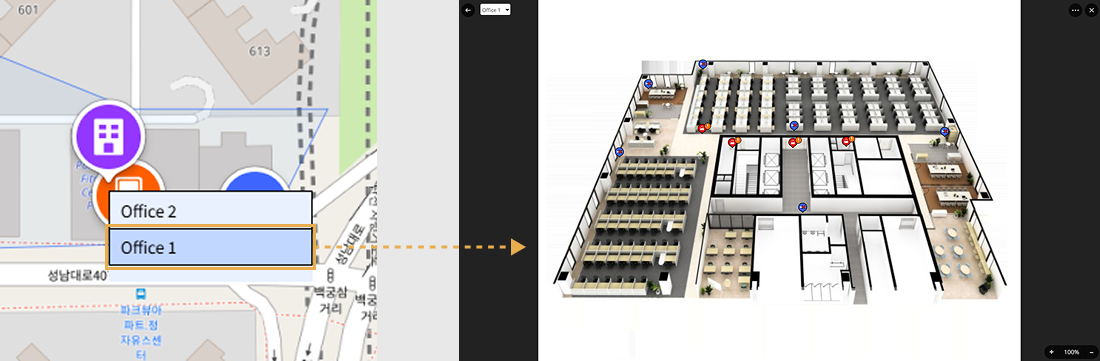 601
613
Office 2
Office 1
성남대로
성남대로40
백궁삼
거리
백궁삼
거리
파크뷰아
파트.정
자유스센
터
Office 1
100%